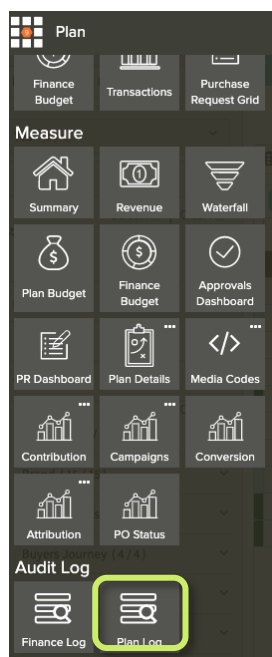 Plan
Finance
Budget
Transactions
Purchase
Request Grid
Measure
Summary
Revenue
Waterfall
Plan Budget
Finance
Budget
Approvals
Dashboard
PR Dashboard
Plan Details
Media Codes
Contribution
Campaigns
Conversion
Attribution
PO Status
Buyers Journey (4/4)
Audit Log
Finance Log
Plan Log